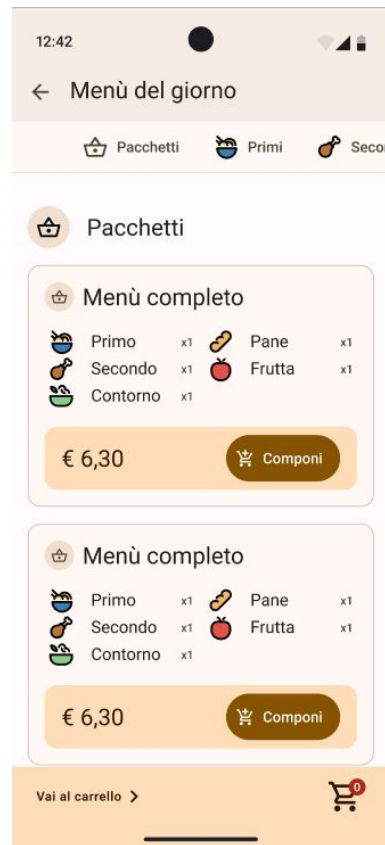 12:42
Menù del giorno
Pacchetti Primi Seco
Pacchetti
Menù completo
Primo x1 Pane x1
Secondo x1 Frutta x1
Contorno x1
€ 6,30 Componi
Menù completo
Primo x1 Pane x1
Secondo x1 Frutta x1
Contorno x1
€ 6,30 Componi
Vai al carrello 0